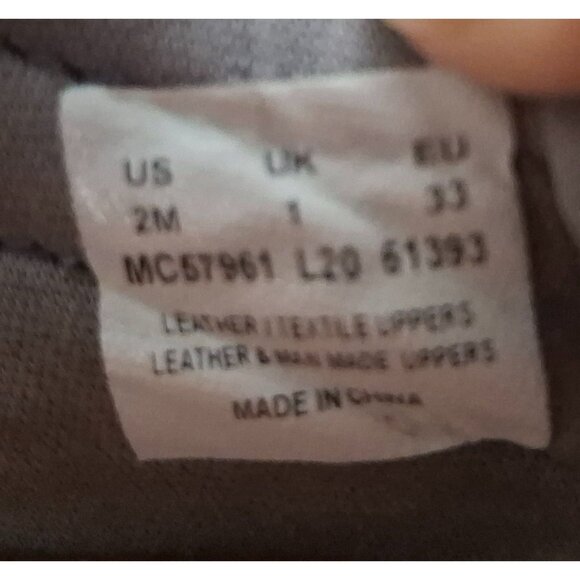 US UK EU
2M 1 33
MC57961 L20 61393
LEATHER / TEXTILE UPPERS
LEATHER & MAN MADE UPPERS
MADE IN CHINA